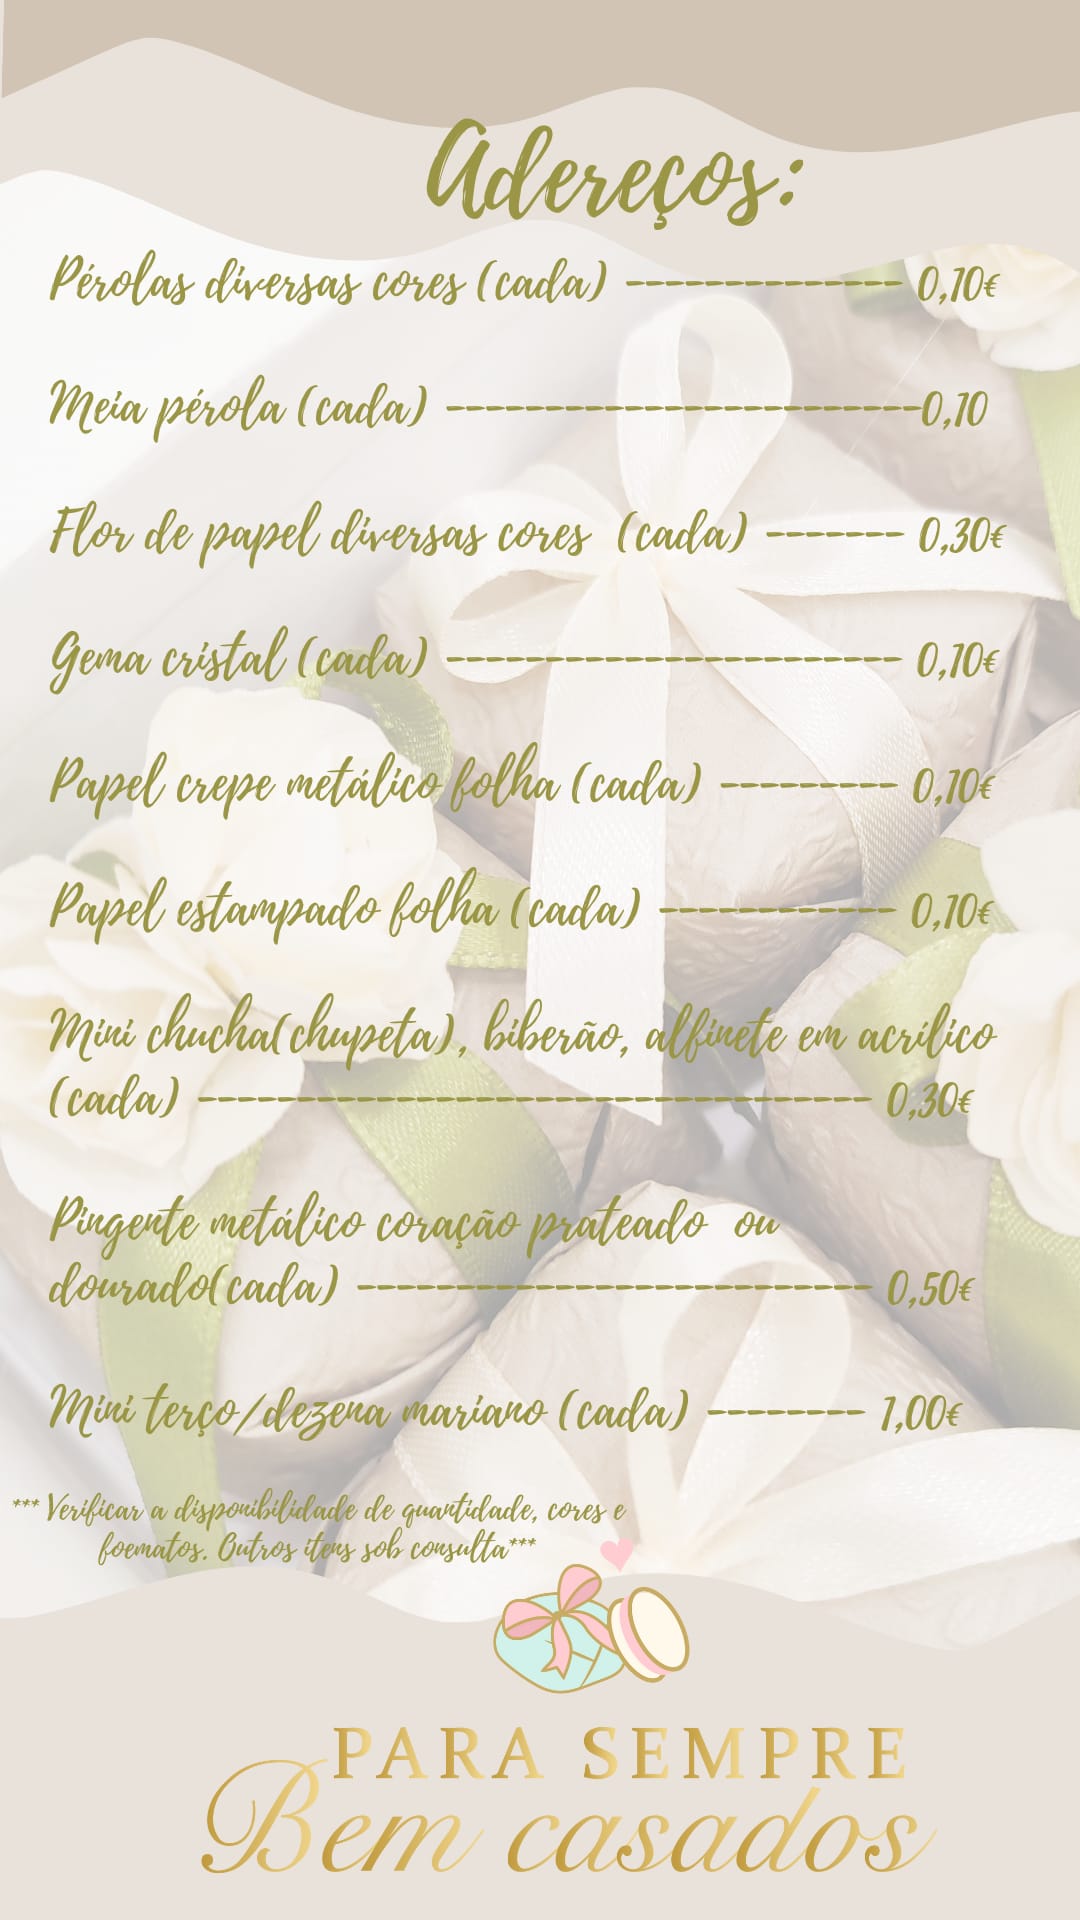 Adereços:
Pérolas diversas cores (cada) -------------- 0,10€
Meia pérola (cada) ------------------------0,10
Flor de papel diversas cores (cada) ------- 0,30€
Gema cristal (cada) ----------------------- 0,10€
Papel crepe metálico folha (cada) --------- 0,10€
Papel estampado folha (cada) ------------ 0,10€
Mini chucha(chupeta), biberão, alfinete em acrílico
(cada) ---------------------------------- 0,30€
Pingente metálico coração prateado ou
dourado(cada) -------------------------- 0,50€
Mini terço/dezena mariano (cada) -------- 1,00€
*** Verificar a disponibilidade de quantidade, cores e
foematos. Outros itens sob consulta***
PARA SEMPRE
Bem casados